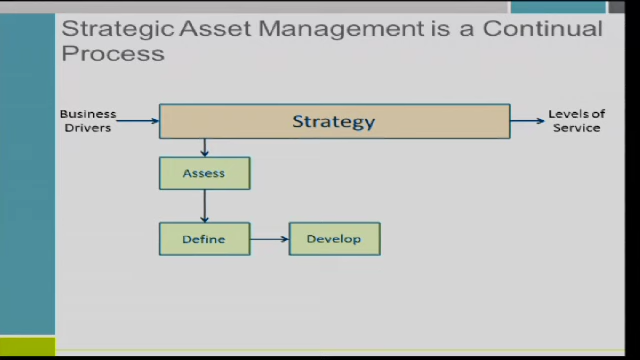 Strategic Asset Management is a Continual
Process
Business
Drivers
Strategy
Levels of
Service
Assess
Define
Develop